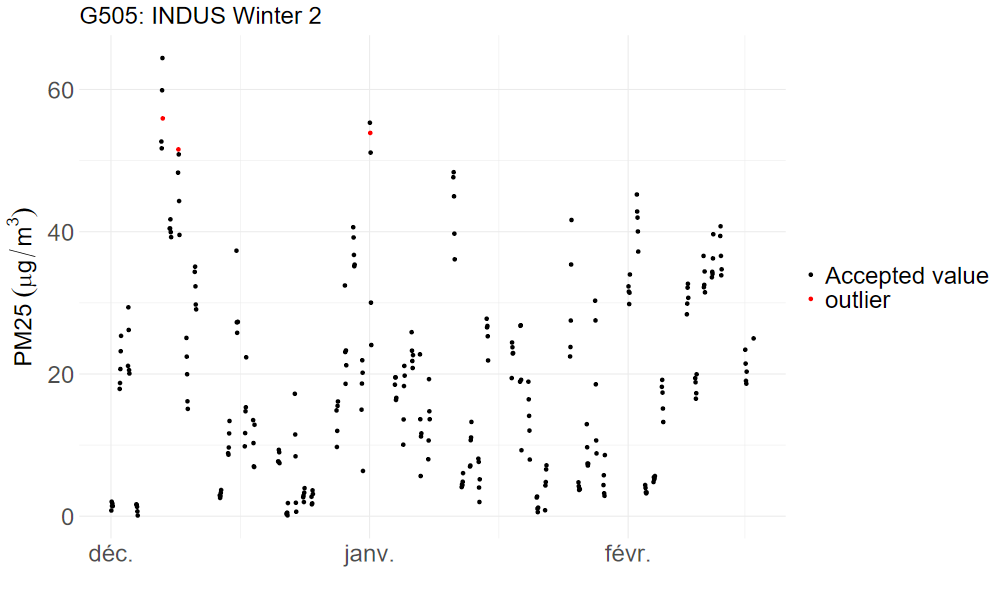 G505: INDUS Winter 2
PM25 (μg/m³)
60
40
20
0
déc.
janv.
févr.
Accepted value
outlier